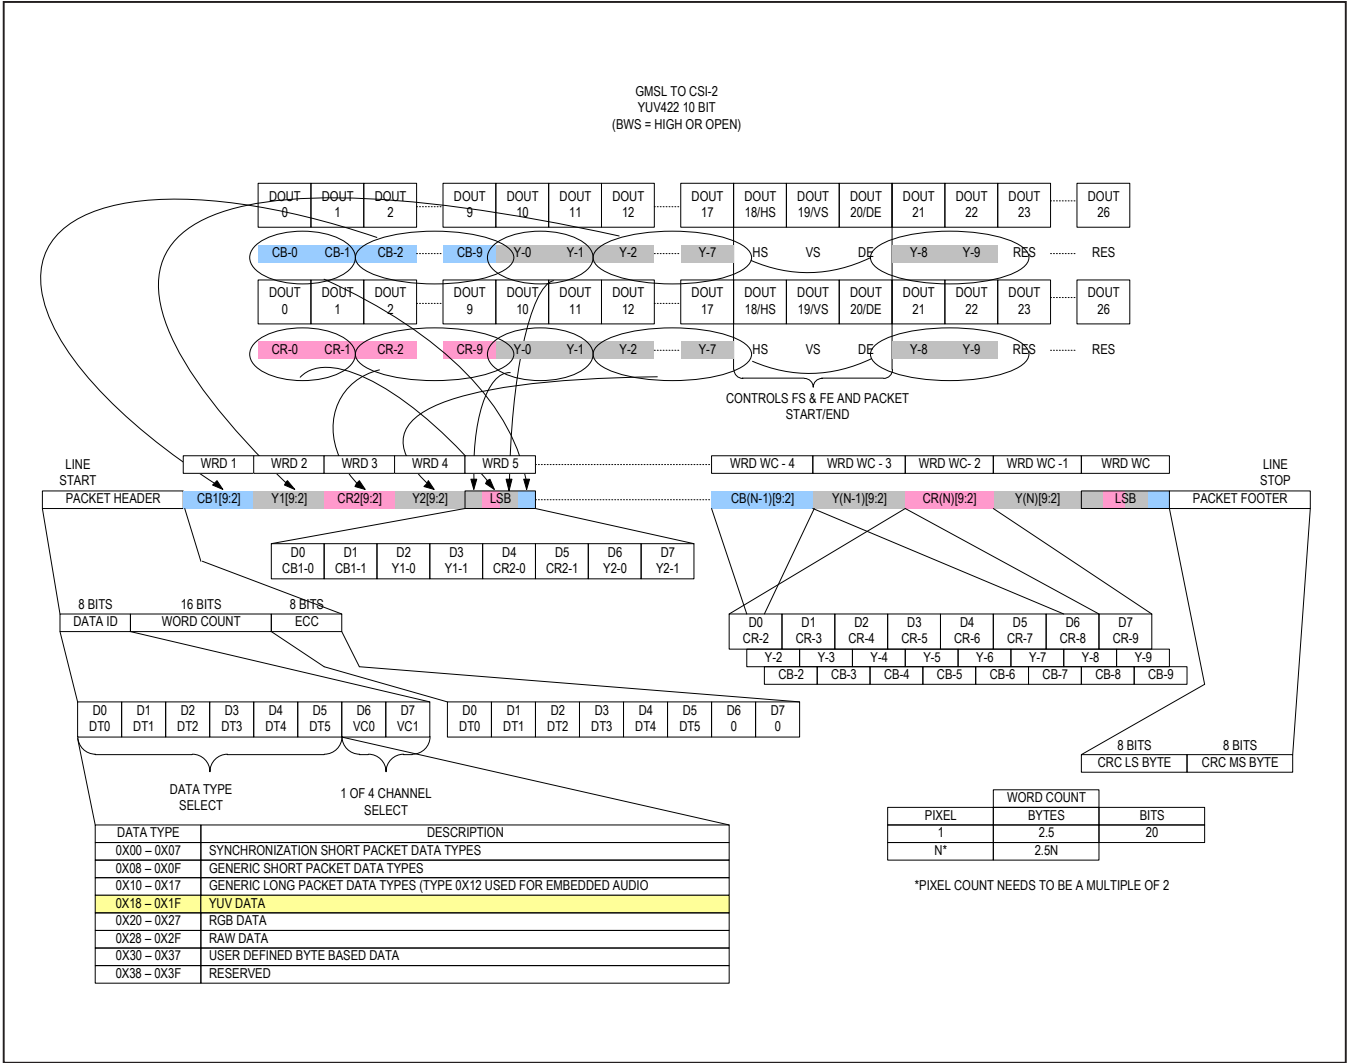 GMSL TO CSI-2
YUV422 10 BIT
(BWS = HIGH OR OPEN)
DOUT 0 DOUT 1 DOUT 2 DOUT 9 DOUT 10 DOUT 11 DOUT 12 DOUT 17 DOUT 18/HS DOUT 19/VS DOUT 20/DE DOUT 21 DOUT 22 DOUT 23 DOUT 26
CB-0 CB-1 CB-2 CB-9 Y-0 Y-1 Y-2 Y-7 HS VS DE Y-8 Y-9 RES RES
DOUT 0 DOUT 1 DOUT 2 DOUT 9 DOUT 10 DOUT 11 DOUT 12 DOUT 17 DOUT 18/HS DOUT 19/VS DOUT 20/DE DOUT 21 DOUT 22 DOUT 23 DOUT 26
CR-0 CR-1 CR-2 CR-9 Y-0 Y-1 Y-2 Y-7 HS VS DE Y-8 Y-9 RES RES
CONTROLS FS & FE AND PACKET
START/END
LINE START WRD 1 WRD 2 WRD 3 WRD 4 WRD 5 WRD WC - 4 WRD WC - 3 WRD WC- 2 WRD WC -1 WRD WC LINE STOP
PACKET HEADER CB1[9:2] Y1[9:2] CR2[9:2] Y2[9:2] LSB CB(N-1)[9:2] Y(N-1)[9:2] CR(N)[9:2] Y(N)[9:2] LSB PACKET FOOTER
D0 D1 D2 D3 D4 D5 D6 D7
CB1-0 CB1-1 Y1-0 Y1-1 CR2-0 CR2-1 Y2-0 Y2-1
8 BITS 16 BITS 8 BITS
DATA ID WORD COUNT ECC
D0 D1 D2 D3 D4 D5 D6 D7
CR-2 CR-3 CR-4 CR-5 CR-6 CR-7 CR-8 CR-9
Y-2 Y-3 Y-4 Y-5 Y-6 Y-7 Y-8 Y-9
CB-2 CB-3 CB-4 CB-5 CB-6 CB-7 CB-8 CB-9
D0 D1 D2 D3 D4 D5 D6 D7
DT0 DT1 DT2 DT3 DT4 DT5 VC0 VC1
D0 D1 D2 D3 D4 D5 D6 D7
DT0 DT1 DT2 DT3 DT4 DT5 0 0
DATA TYPE
SELECT
1 OF 4 CHANNEL
SELECT
8 BITS 8 BITS
CRC LS BYTE CRC MS BYTE
WORD COUNT
PIXEL BYTES BITS
1 2.5 20
N* 2.5N
*PIXEL COUNT NEEDS TO BE A MULTIPLE OF 2
DATA TYPE DESCRIPTION
0X00 – 0X07 SYNCHRONIZATION SHORT PACKET DATA TYPES
0X08 – 0X0F GENERIC SHORT PACKET DATA TYPES
0X10 – 0X17 GENERIC LONG PACKET DATA TYPES (TYPE 0X12 USED FOR EMBEDDED AUDIO
0X18 – 0X1F YUV DATA
0X20 – 0X27 RGB DATA
0X28 – 0X2F RAW DATA
0X30 – 0X37 USER DEFINED BYTE BASED DATA
0X38 – 0X3F RESERVED